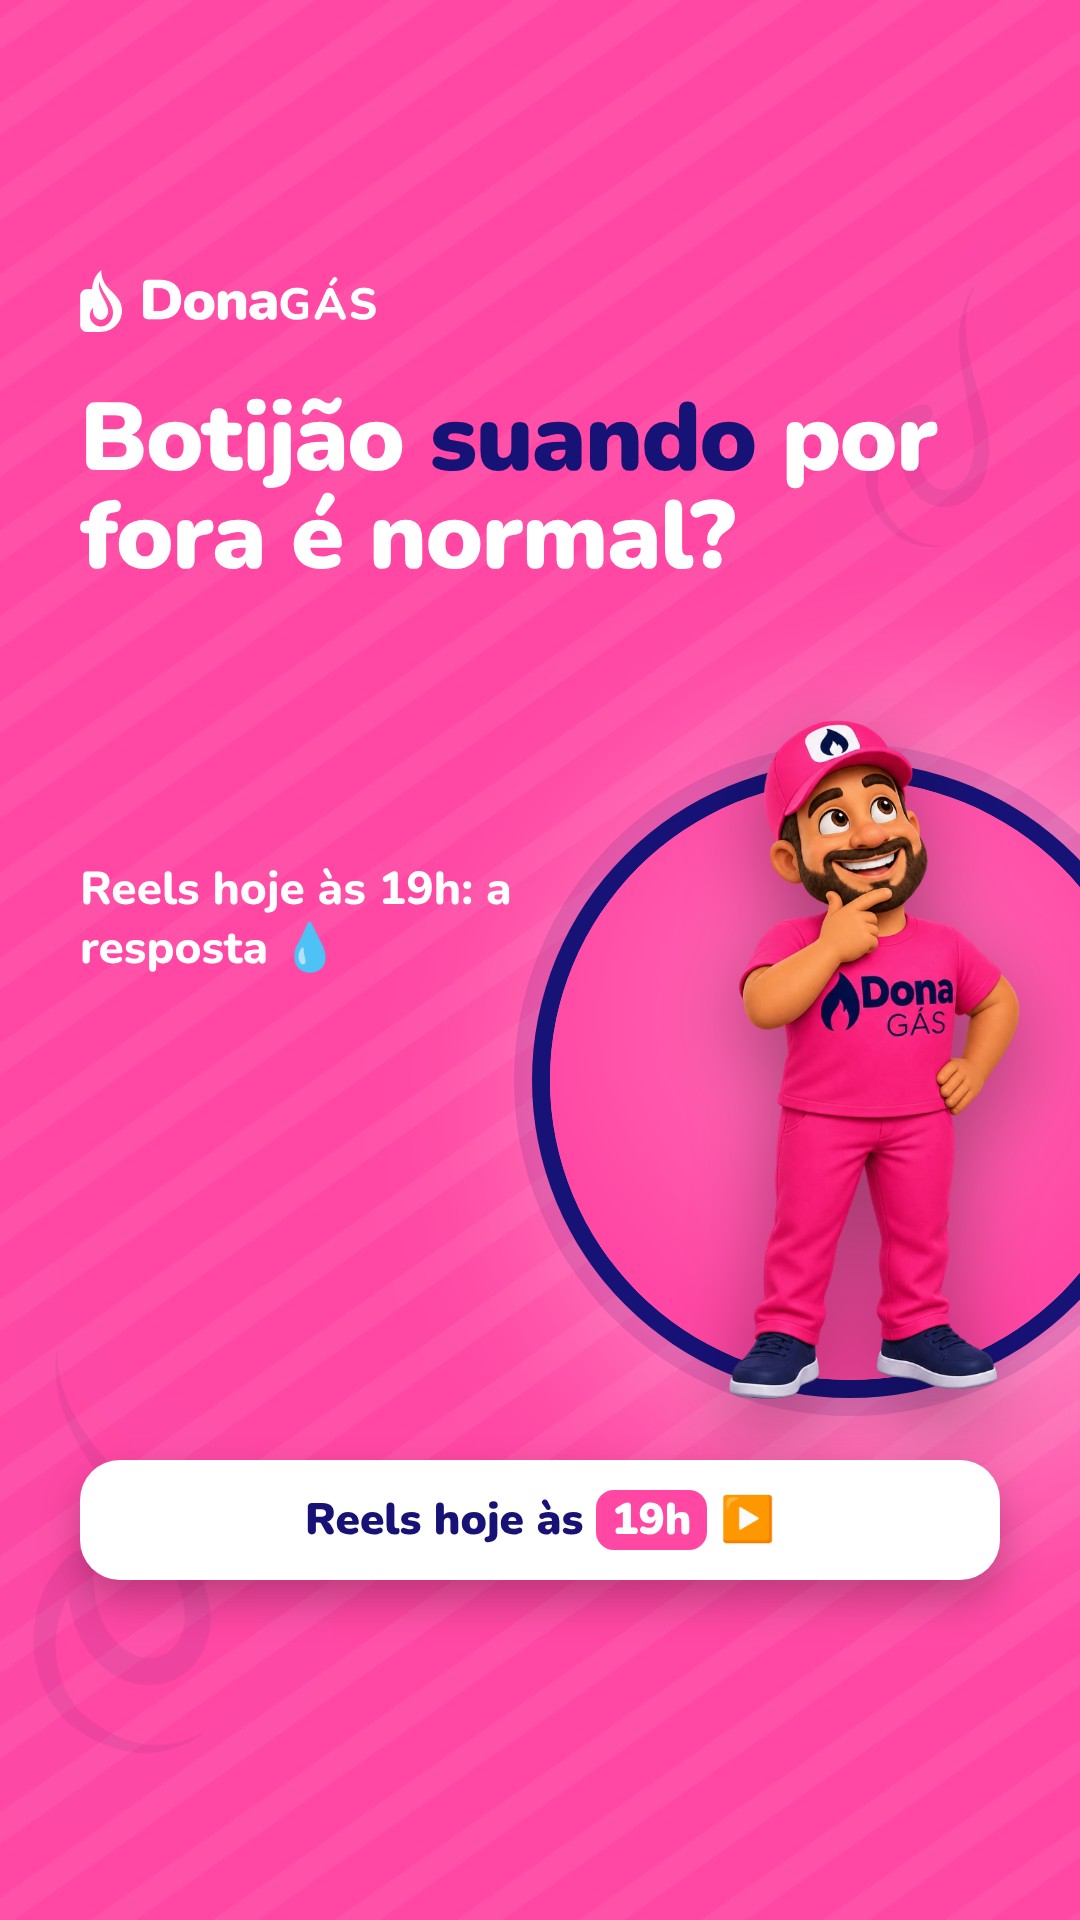 DonaGÁS
Botijão suando por
fora é normal?
Reels hoje às 19h: a
resposta 💧
Dona
GÁS
Reels hoje às 19h ▶️